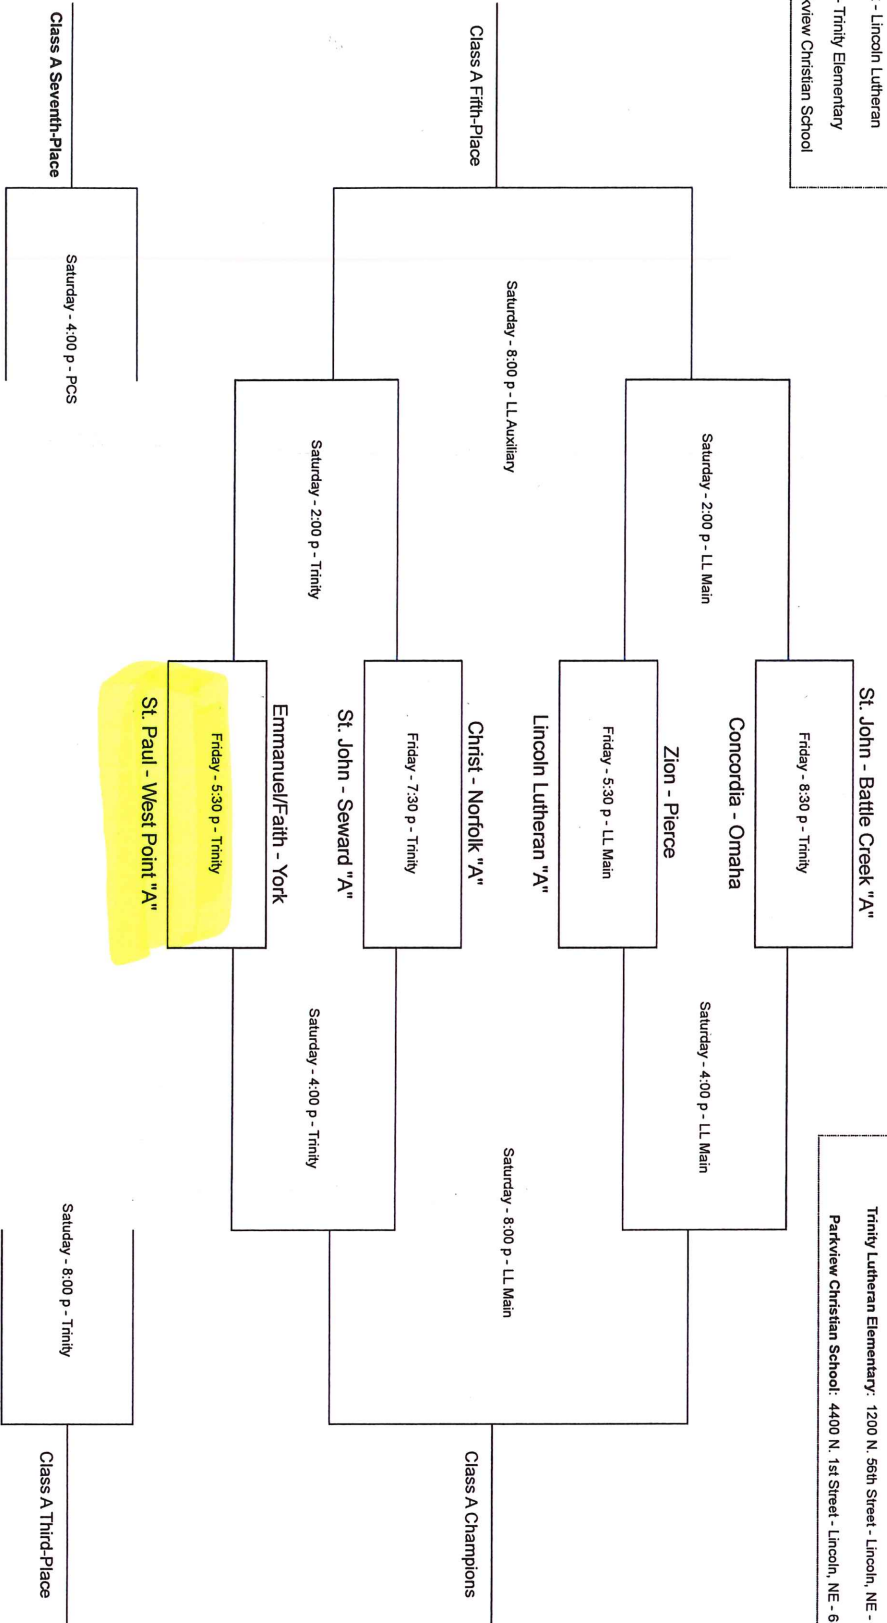 - Lincoln Lutheran
- Trinity Elementary
kview Christian School
Trinity Lutheran Elementary: 1200 N. 56th Street - Lincoln, NE -
Parkview Christian School: 4400 N. 1st Street - Lincoln, NE - 6
St. John - Battle Creek "A"
Friday - 8:30 p - Trinity
Concordia - Omaha
Saturday - 2:00 p - LL Main
Saturday - 4:00 p - LL Main
Zion - Pierce
Friday - 5:30 p - LL Main
Lincoln Lutheran "A"
Class A Fifth-Place
Saturday - 8:00 p - LL Auxiliary
Saturday - 8:00 p - LL Main
Class A Champions
Christ - Norfolk "A"
Friday - 7:30 p - Trinity
St. John - Seward "A"
Saturday - 2:00 p - Trinity
Saturday - 4:00 p - Trinity
Emmanuel/Faith - York
Friday - 5:30 p - Trinity
St. Paul - West Point "A"
Class A Seventh-Place
Saturday - 4:00 p - PCS
Satuday - 8:00 p - Trinity
Class A Third-Place